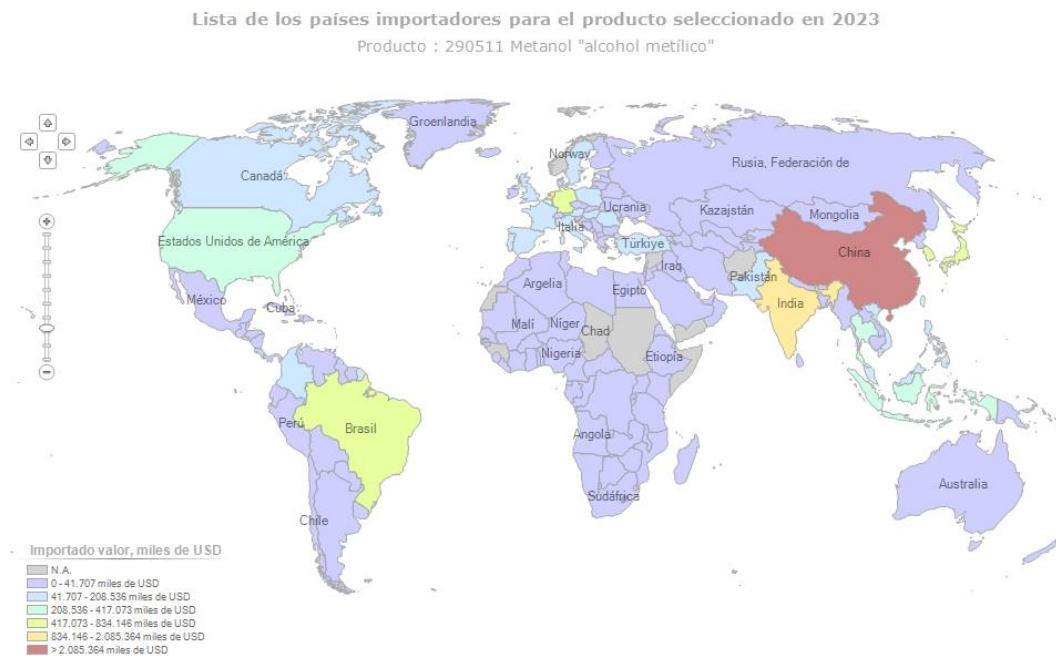 Lista de los países importadores para el producto seleccionado en 2023
Producto : 290511 Metanol "alcohol metílico"
Groenlandia
Norway
Rusia, Federación de
Canadá
Ucrania
Kazajstán
Mongolia
Italia
Estados Unidos de América
Türkiye
China
Iraq
Pakistán
Argelia
Egipto
México
India
Cuba
Malí
Níger
Chad
Nigeria
Etiopía
Perú
Brasil
Angola
Australia
Sudáfrica
Chile
Importado valor, miles de USD
N.A.
0 - 41.707 miles de USD
41.707 - 208.536 miles de USD
208.536 - 417.073 miles de USD
417.073 - 834.146 miles de USD
834.146 - 2.085.364 miles de USD
> 2.085.364 miles de USD